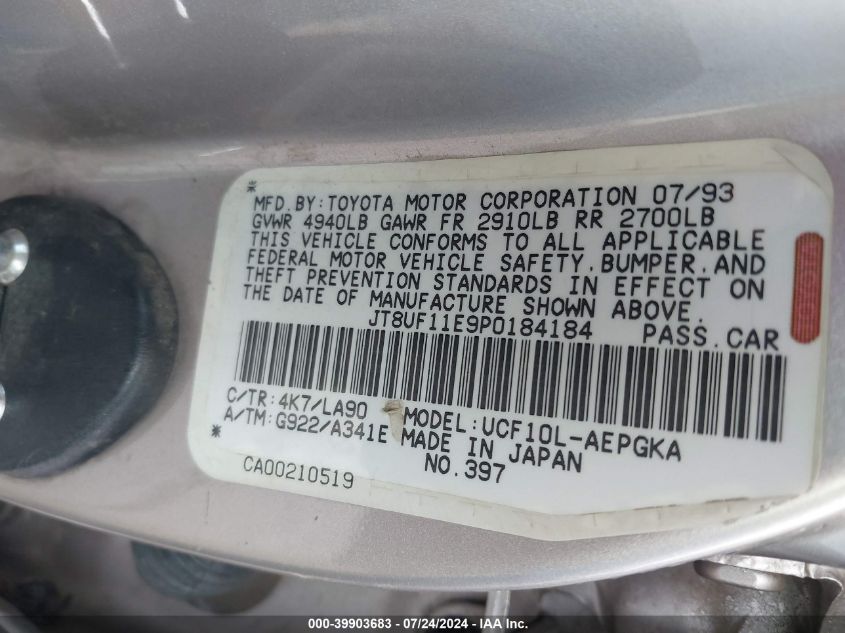 * MFD. BY: TOYOTA MOTOR CORPORATION 07/93
GVWR 4940LB GAWR FR 2910LB RR 2700LB
THIS VEHICLE CONFORMS TO ALL APPLICABLE
FEDERAL MOTOR VEHICLE SAFETY, BUMPER, AND
THEFT PREVENTION STANDARDS IN EFFECT ON
THE DATE OF MANUFACTURE SHOWN ABOVE.
JT8UF11E9P0184184 PASS. CAR
C/TR: 4K7/LA90 MODEL: UCF10L-AEPGKA
A/TM: G922/A341E MADE IN JAPAN
* NO. 397
CA00210519
000-39903683 / 07/24/2024 - IAA Inc.